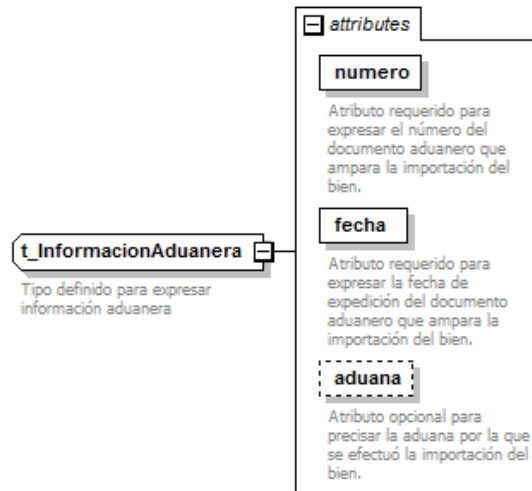 attributes
numero
Atributo requerido para
expresar el número del
documento aduanero que
ampara la importación del
bien.
t_InformacionAduanera
Tipo definido para expresar
información aduanera
fecha
Atributo requerido para
expresar la fecha de
expedición del documento
aduanero que ampara la
importación del bien.
aduana
Atributo opcional para
precisar la aduana por la que
se efectuó la importación del
bien.